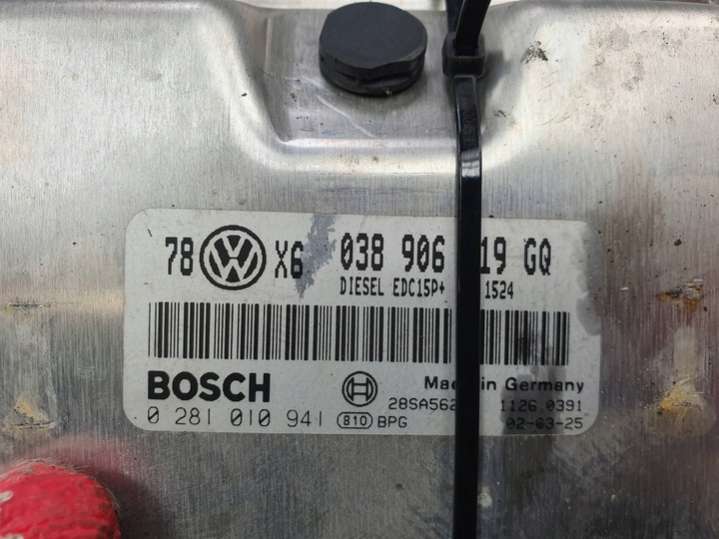 78 X6 038 906 19 GQ
DIESEL EDC15P+ 1524
BOSCH Made in Germany
0 281 010 941 810 BPG 28SA562 1126.0391
02-63-25